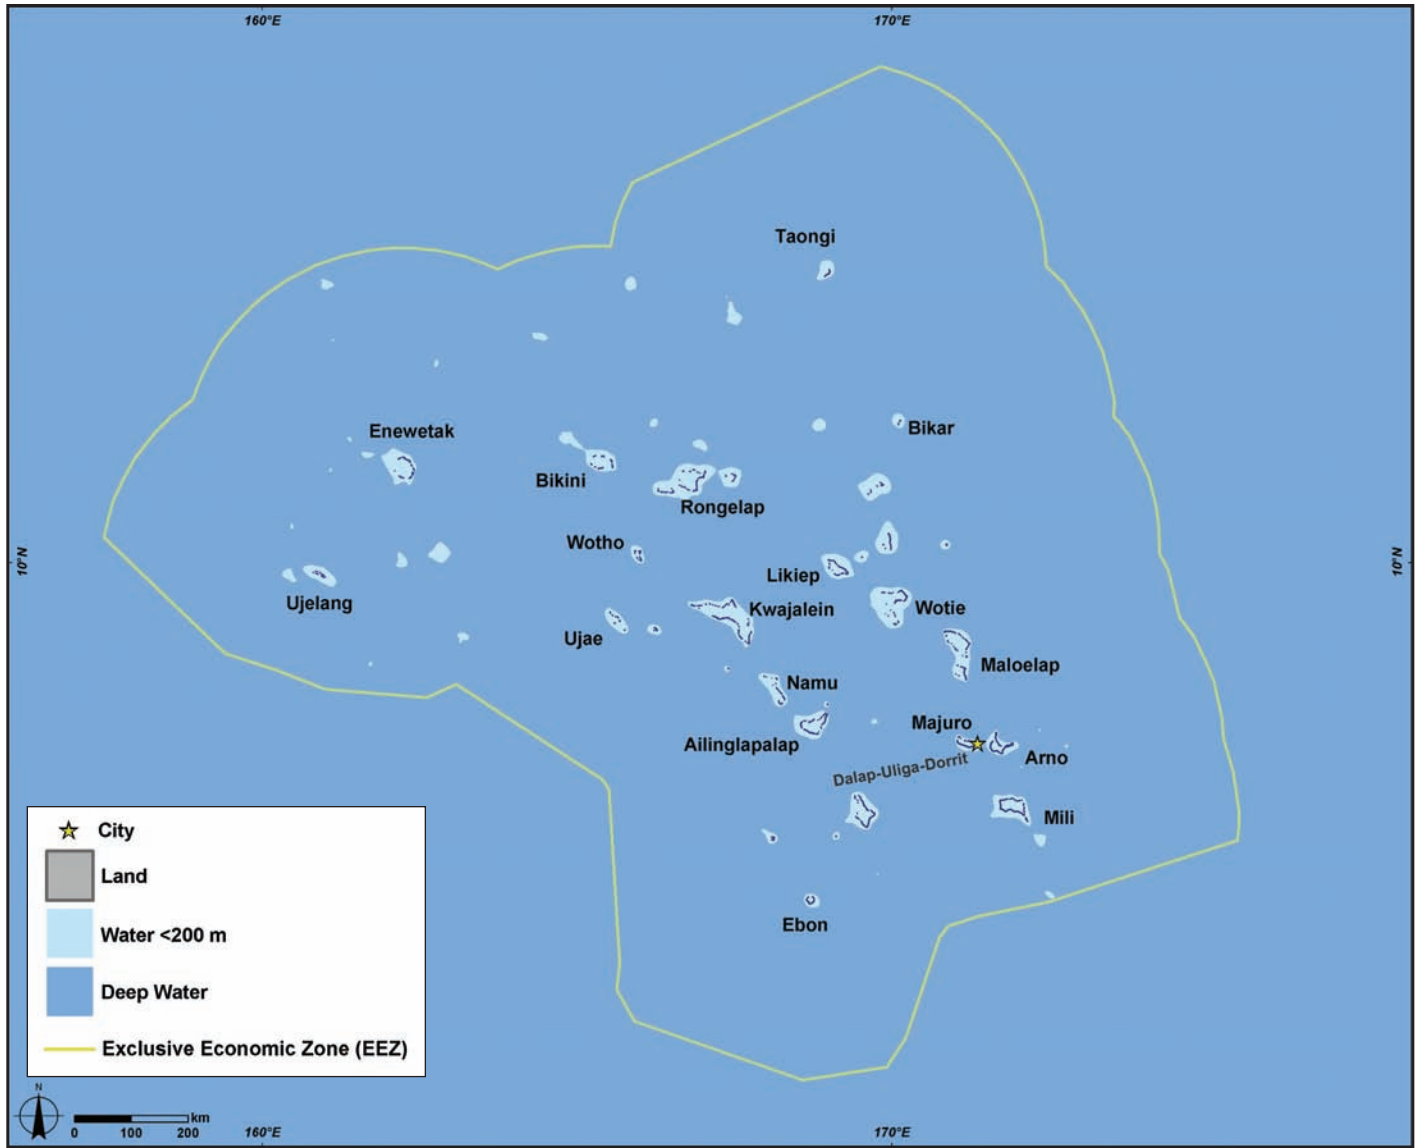 160°E 170°E
Taongi
Enewetak
Bikar
Bikini
Rongelap
Wotho
10°N 10°N
Likiep
Ujelang
Kwajalein
Wotje
Ujae
Maloelap
Namu
Majuro
Ailinglapalap
Arno
Dalap-Uliga-Dorrit
Mili
Ebon
City
Land
Water <200 m
Deep Water
Exclusive Economic Zone (EEZ)
N
km
0 100 200
160°E 170°E